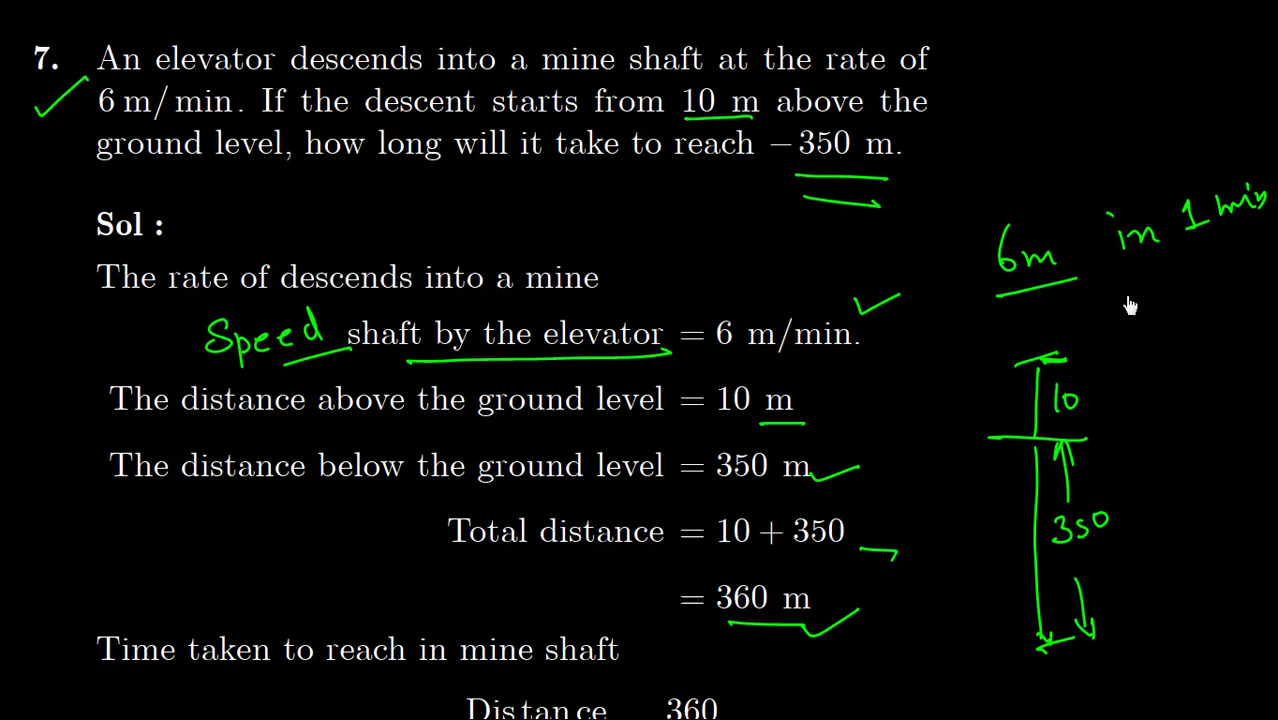 7. An elevator descends into a mine shaft at the rate of
6 m/min. If the descent starts from 10 m above the
ground level, how long will it take to reach −350 m.
Sol :
The rate of descends into a mine
Speed shaft by the elevator = 6 m/min.
6m in 1 min
The distance above the ground level = 10 m
10
The distance below the ground level = 350 m
350
Total distance = 10 + 350
= 360 m
Time taken to reach in mine shaft
Distance 360